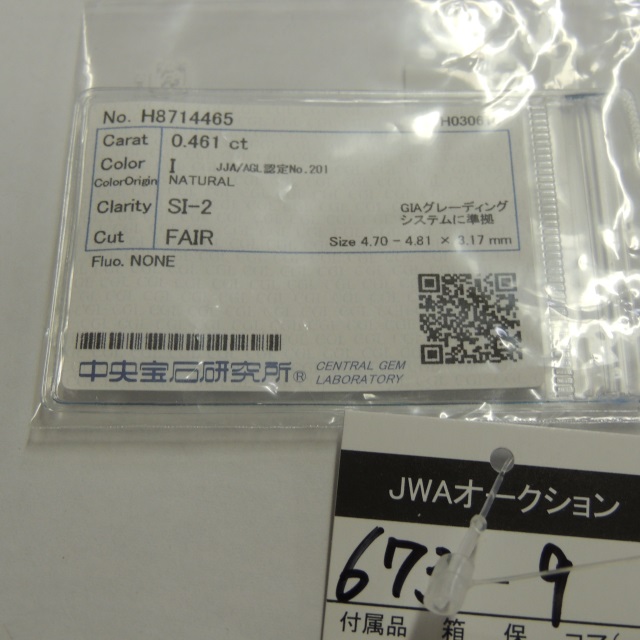 No. H8714465
H0306
Carat 0.461 ct
Color I JJA/AGL認定No.201
ColorOrigin NATURAL
Clarity SI-2 GIAグレーディング
システムに準拠
Cut FAIR Size 4.70 - 4.81 × 3.17 mm
Fluo. NONE
中央宝石研究所® CENTRAL GEM
LABORATORY
JWAオークション
673-9
付属品 箱 保